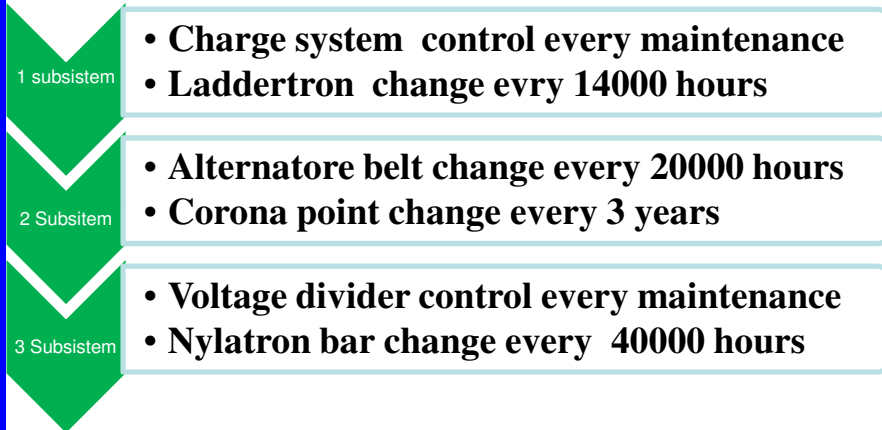 1 subsistem
• Charge system control every maintenance
• Laddertron change evry 14000 hours
2 Subsitem
• Alternatore belt change every 20000 hours
• Corona point change every 3 years
3 Subsistem
• Voltage divider control every maintenance
• Nylatron bar change every 40000 hours